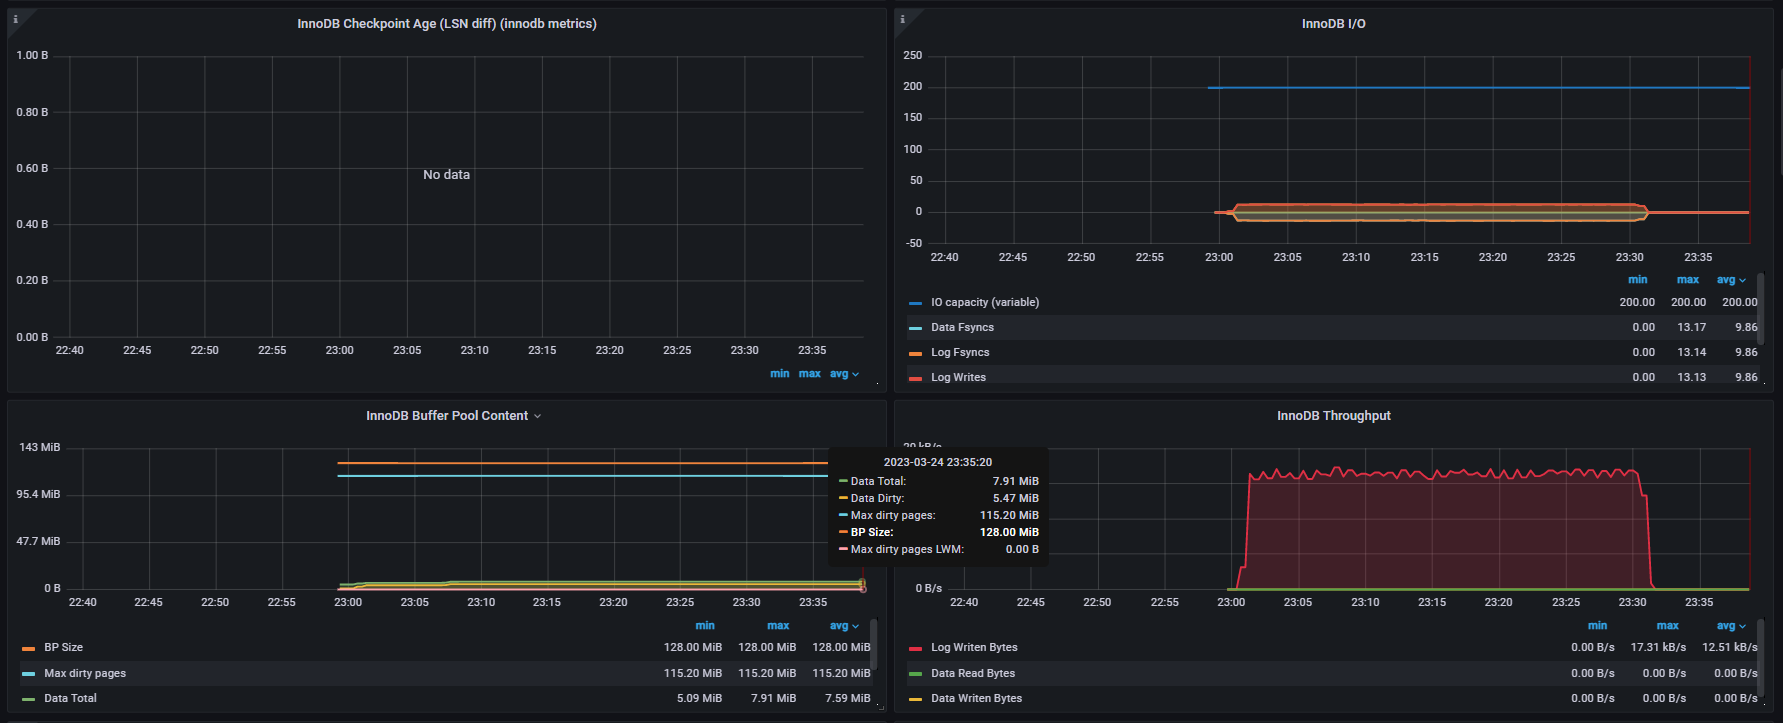 InnoDB Checkpoint Age (LSN diff) (innodb metrics)
1.00 B
0.80 B
0.60 B
0.40 B
0.20 B
0.00 B
No data
22:40 22:45 22:50 22:55 23:00 23:05 23:10 23:15 23:20 23:25 23:30 23:35
min max avg
InnoDB I/O
250
200
150
100
50
0
-50
22:40 22:45 22:50 22:55 23:00 23:05 23:10 23:15 23:20 23:25 23:30 23:35
min max avg
IO capacity (variable) 200.00 200.00 200.00
Data Fsyncs 0.00 13.17 9.86
Log Fsyncs 0.00 13.14 9.86
Log Writes 0.00 13.13 9.86
InnoDB Buffer Pool Content
143 MiB
95.4 MiB
47.7 MiB
0 B
22:40 22:45 22:50 22:55 23:00 23:05 23:10 23:15 23:20 23:25 23:30 23:35
min max avg
BP Size 128.00 MiB 128.00 MiB 128.00 MiB
Max dirty pages 115.20 MiB 115.20 MiB 115.20 MiB
Data Total 5.09 MiB 7.91 MiB 7.59 MiB
2023-03-24 23:35:20
Data Total: 7.91 MiB
Data Dirty: 5.47 MiB
Max dirty pages: 115.20 MiB
BP Size: 128.00 MiB
Max dirty pages LWM: 0.00 B
InnoDB Throughput
20 kB/s
0 B/s
22:40 22:45 22:50 22:55 23:00 23:05 23:10 23:15 23:20 23:25 23:30 23:35
min max avg
Log Writen Bytes 0.00 B/s 17.31 kB/s 12.51 kB/s
Data Read Bytes 0.00 B/s 0.00 B/s 0.00 B/s
Data Writen Bytes 0.00 B/s 0.00 B/s 0.00 B/s